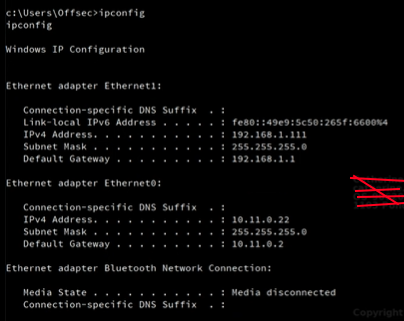 c:\Users\Offsec>ipconfig
ipconfig
Windows IP Configuration
Ethernet adapter Ethernet1:
Connection-specific DNS Suffix . :
Link-local IPv6 Address . . . . . : fe80::49e9:5c50:265f:6600%4
IPv4 Address. . . . . . . . . . . : 192.168.1.111
Subnet Mask . . . . . . . . . . . : 255.255.255.0
Default Gateway . . . . . . . . . : 192.168.1.1
Ethernet adapter Ethernet0:
Connection-specific DNS Suffix . :
IPv4 Address. . . . . . . . . . . : 10.11.0.22
Subnet Mask . . . . . . . . . . . : 255.255.255.0
Default Gateway . . . . . . . . . : 10.11.0.2
Ethernet adapter Bluetooth Network Connection:
Media State . . . . . . . . . . . : Media disconnected
Connection-specific DNS Suffix . :
Copyright